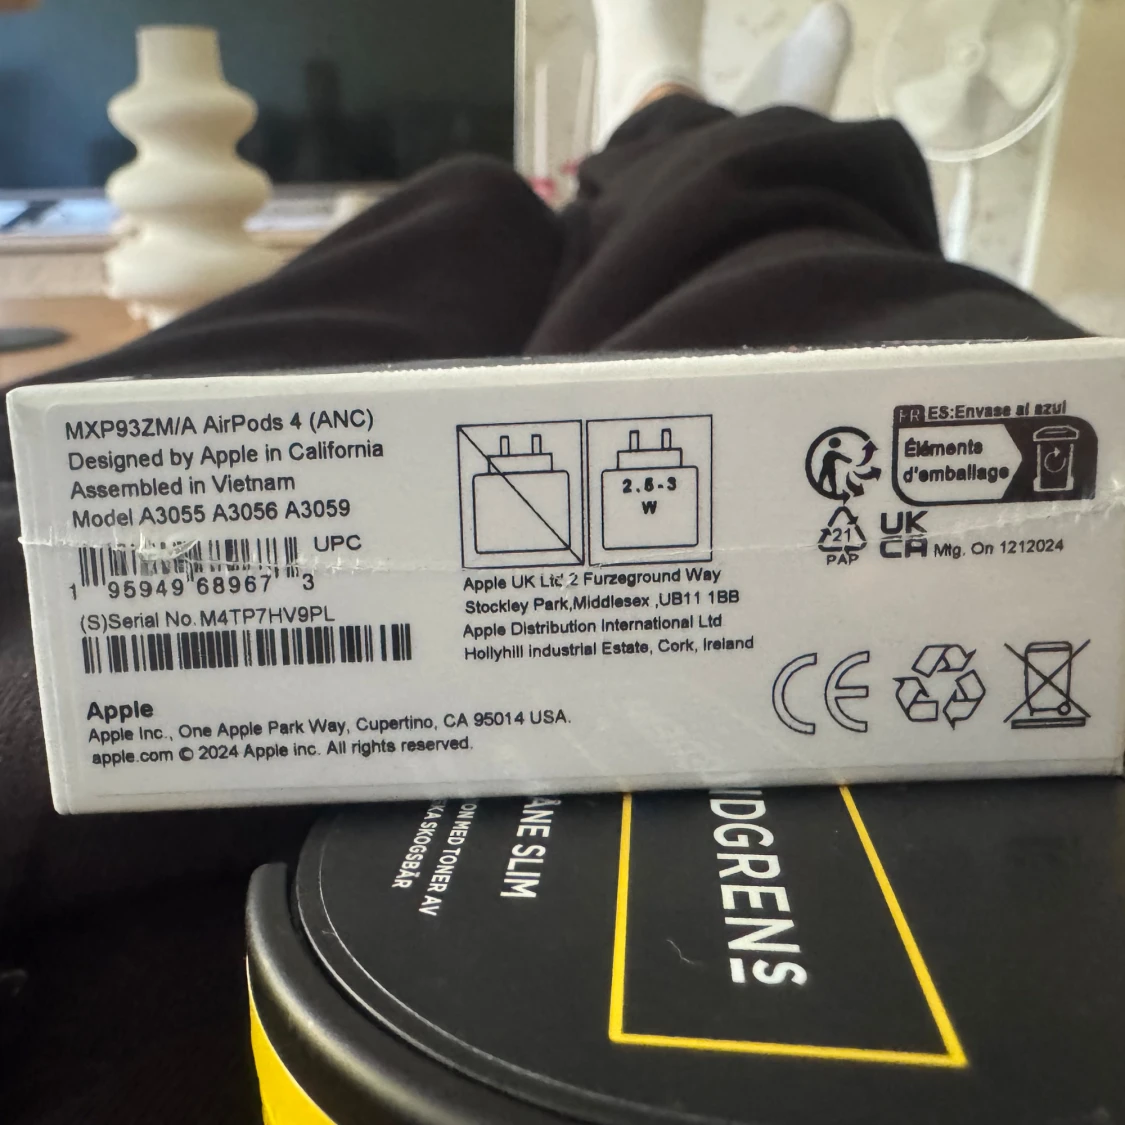 MXP93ZM/A AirPods 4 (ANC)
Designed by Apple in California
Assembled in Vietnam
Model A3055 A3056 A3059
UPC
1 95949 68967 3
(S)Serial No. M4TP7HV9PL
Apple
Apple Inc., One Apple Park Way, Cupertino, CA 95014 USA.
apple.com © 2024 Apple inc. All rights reserved.
2.5-3
W
Apple UK Ltd 2 Furzeground Way
Stockley Park,Middlesex ,UB11 1BB
Apple Distribution International Ltd
Hollyhill industrial Estate, Cork, Ireland
FR ES:Envase al azul
Éléments
d'emballage
21
PAP
UK
CA
Mfg. On 1212024
CE
IDGRENS
ÅNE SLIM
ON MED TONER AV
SKA SKOGSBÄR